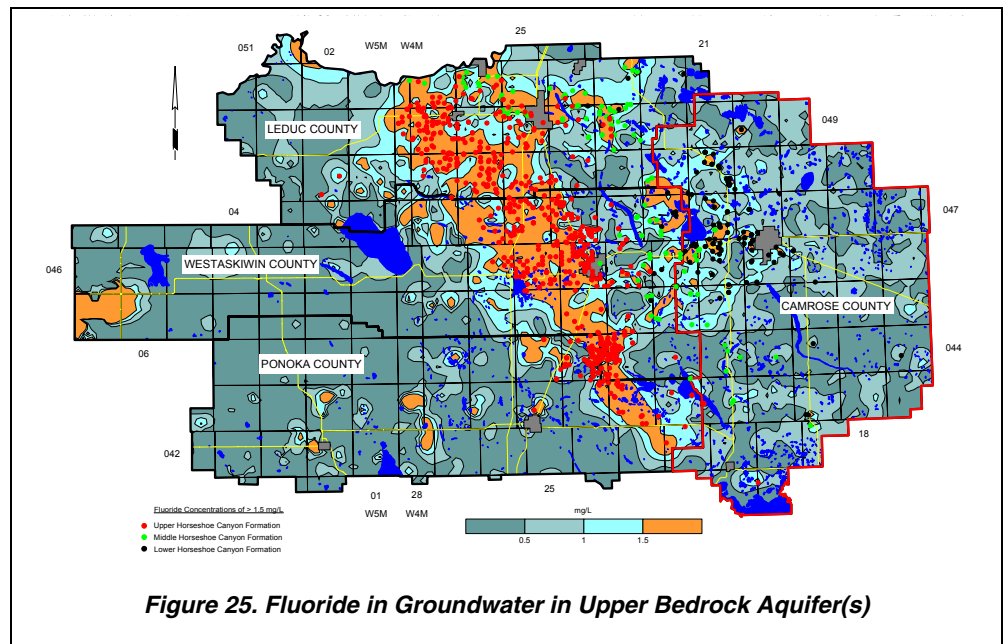 25
051
02
W5M W4M
21
049
LEDUC COUNTY
04
047
046
WESTASKIWIN COUNTY
CAMROSE COUNTY
06
044
PONOKA COUNTY
18
042
01
28
25
W5M W4M
Fluoride Concentrations of > 1.5 mg/L
Upper Horseshoe Canyon Formation
Middle Horseshoe Canyon Formation
Lower Horseshoe Canyon Formation
mg/L
0.5 1 1.5
Figure 25. Fluoride in Groundwater in Upper Bedrock Aquifer(s)